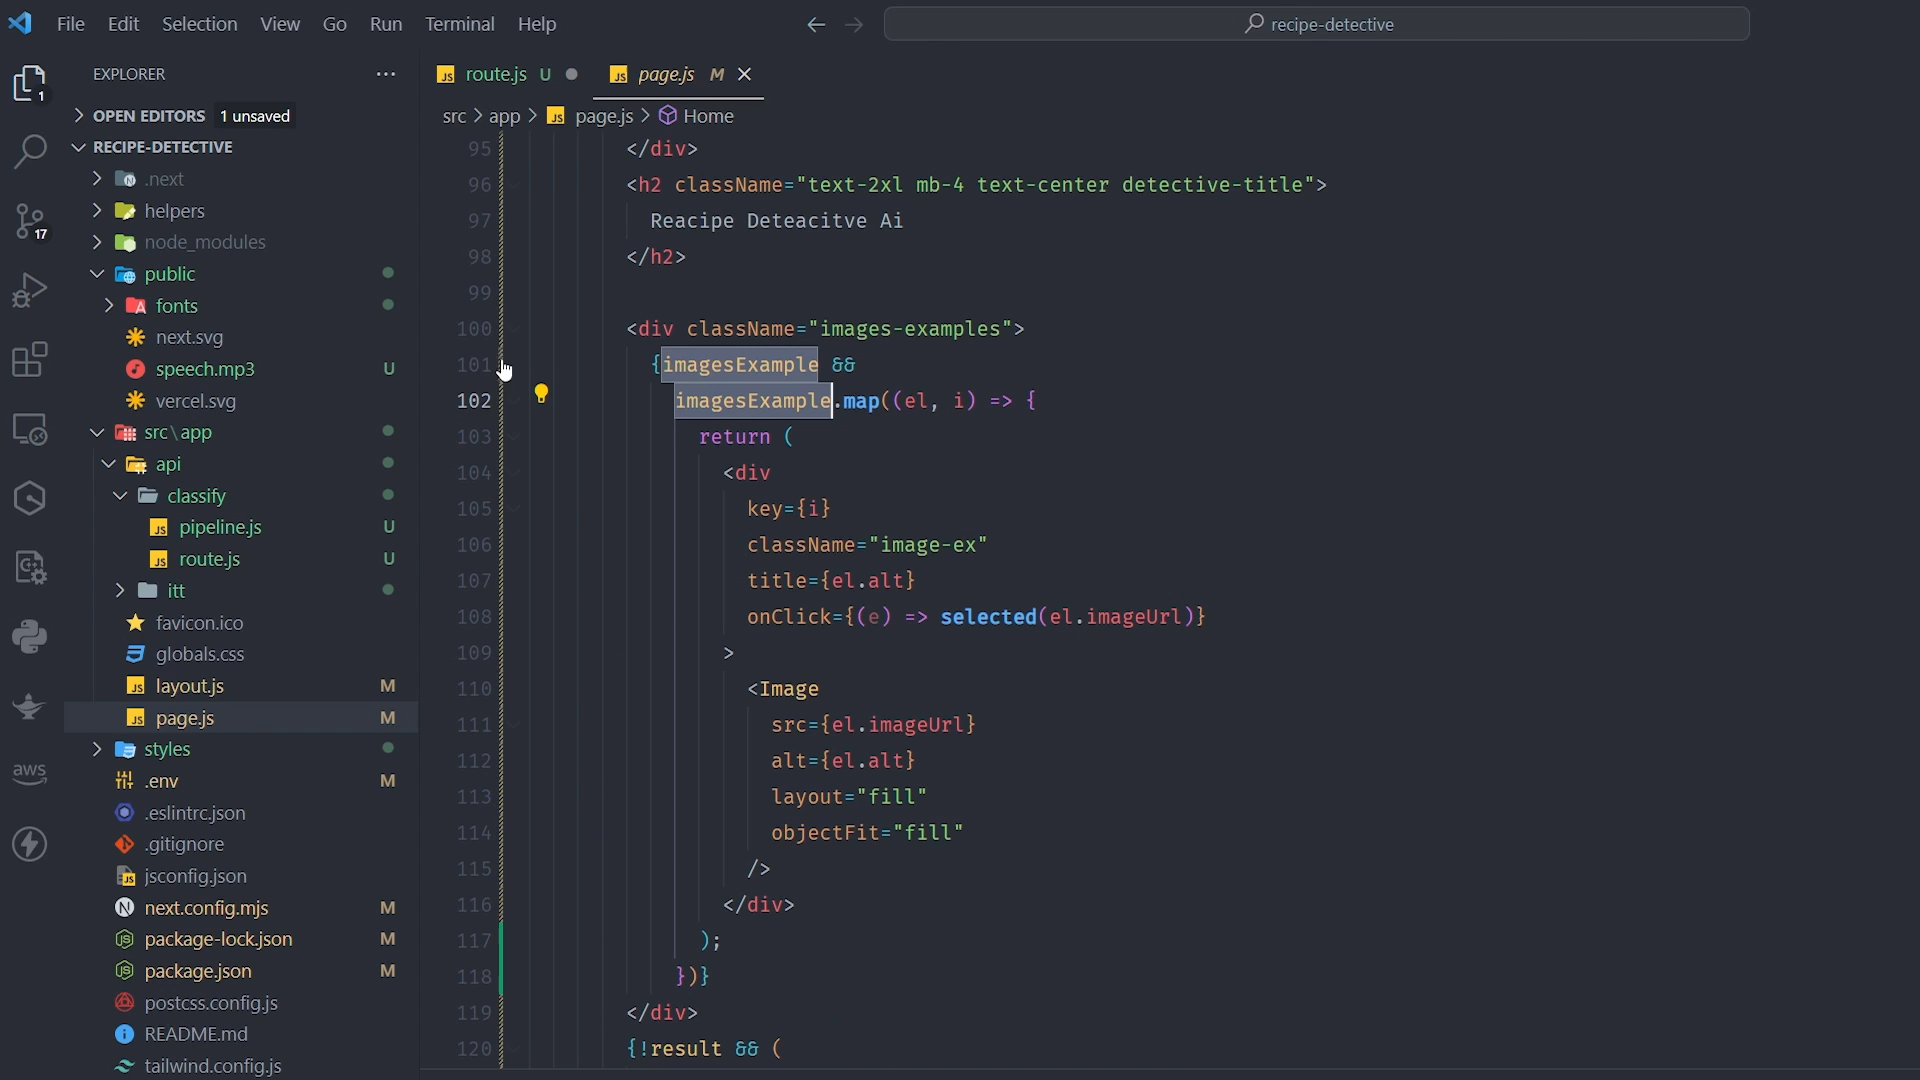 File Edit Selection View Go Run Terminal Help
recipe-detective
EXPLORER
OPEN EDITORS 1 unsaved
RECIPE-DETECTIVE
.next
helpers
node_modules
public
fonts
next.svg
speech.mp3 U
vercel.svg
src\app
api
classify
pipeline.js U
route.js U
itt
favicon.ico
globals.css
layout.js M
page.js M
styles
.env M
.eslintrc.json
.gitignore
jsconfig.json
next.config.mjs M
package-lock.json M
package.json M
postcss.config.js
README.md
tailwind.config.js
1
17
aws
route.js U
page.js M
src > app > page.js > Home
95 </div>
96 <h2 className="text-2xl mb-4 text-center detective-title">
97 Reacipe Deteacitve Ai
98 </h2>
99
100 <div className="images-examples">
101 {imagesExample &&
102 imagesExample.map((el, i) => {
103 return (
104 <div
105 key={i}
106 className="image-ex"
107 title={el.alt}
108 onClick={(e) => selected(el.imageUrl)}
109 >
110 <Image
111 src={el.imageUrl}
112 alt={el.alt}
113 layout="fill"
114 objectFit="fill"
115 />
116 </div>
117 );
118 })}
119 </div>
120 {!result && (